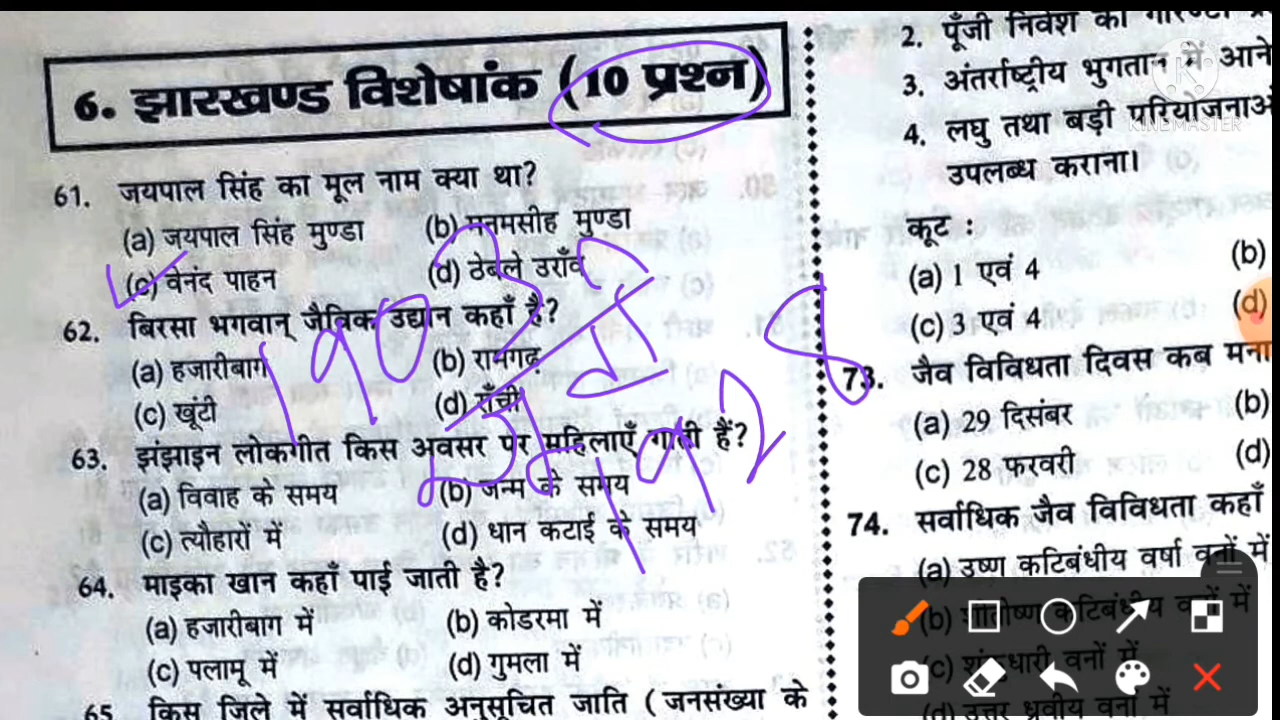 6. झारखण्ड विशेषांक (10 प्रश्न)
61. जयपाल सिंह का मूल नाम क्या था?
(a) जयपाल सिंह मुण्डा (b) मनमसीह मुण्डा
(c) वेनंद पाहन (d) ठेबले उराँव
62. बिरसा भगवान् जैविक उद्यान कहाँ है?
(a) हजारीबाग (b) रामगढ़
(c) खूंटी (d) राँची
63. झंझाइन लोकगीत किस अवसर पर महिलाएँ गाती हैं?
(a) विवाह के समय (b) जन्म के समय
(c) त्यौहारों में (d) धान कटाई के समय
64. माइका खान कहाँ पाई जाती है?
(a) हजारीबाग में (b) कोडरमा में
(c) पलामू में (d) गुमला में
65. किस जिले में सर्वाधिक अनुसूचित जाति (जनसंख्या के
1903
1928
2. पूँजी निवेश की गारण्टी
3. अंतर्राष्ट्रीय भुगतान में आने
4. लघु तथा बड़ी परियोजनाओं
उपलब्ध कराना।
कूट :
(a) 1 एवं 4 (b)
(c) 3 एवं 4 (d)
73. जैव विविधता दिवस कब मना
(a) 29 दिसंबर (b)
(c) 28 फरवरी (d)
74. सर्वाधिक जैव विविधता कहाँ
(a) उष्ण कटिबंधीय वर्षा वनों में
(b) शीतोष्ण कटिबंधीय वनों में
(c) शंकुधारी वनों में
(d) उत्तर ध्रुवीय वनों में
KINEMASTER